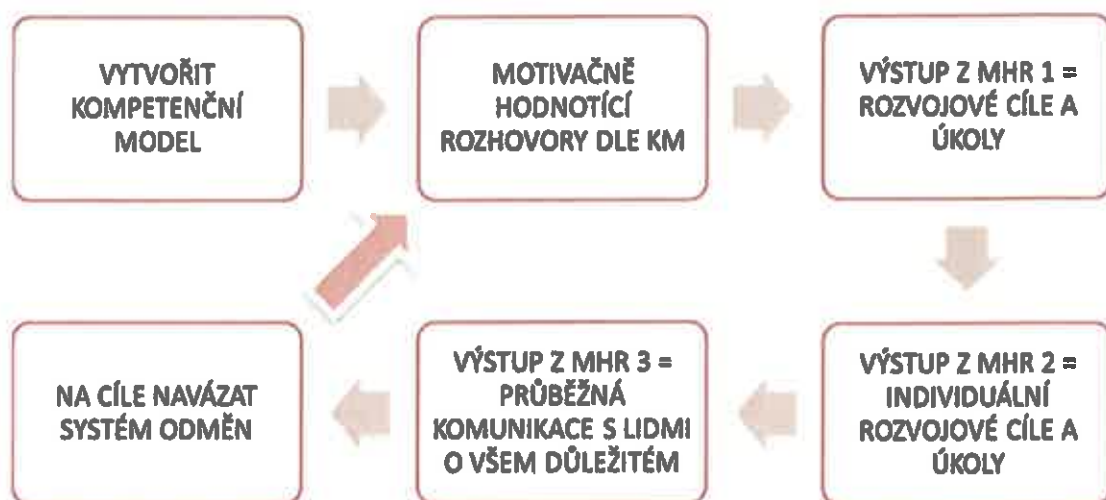 VYTVOŘIT
KOMPETENČNÍ
MODEL
MOTIVAČNĚ
HODNOTÍCÍ
ROZHOVORY DLE KM
VÝSTUP Z MHR 1 =
ROZVOJOVÉ CÍLE A
ÚKOLY
VÝSTUP Z MHR 2 =
INDIVIDUÁLNÍ
ROZVOJOVÉ CÍLE A
ÚKOLY
VÝSTUP Z MHR 3 =
PRŮBĚŽNÁ
KOMUNIKACE S LIDMI
O VŠEM DŮLEŽITÉM
NA CÍLE NAVÁZAT
SYSTÉM ODMĚN